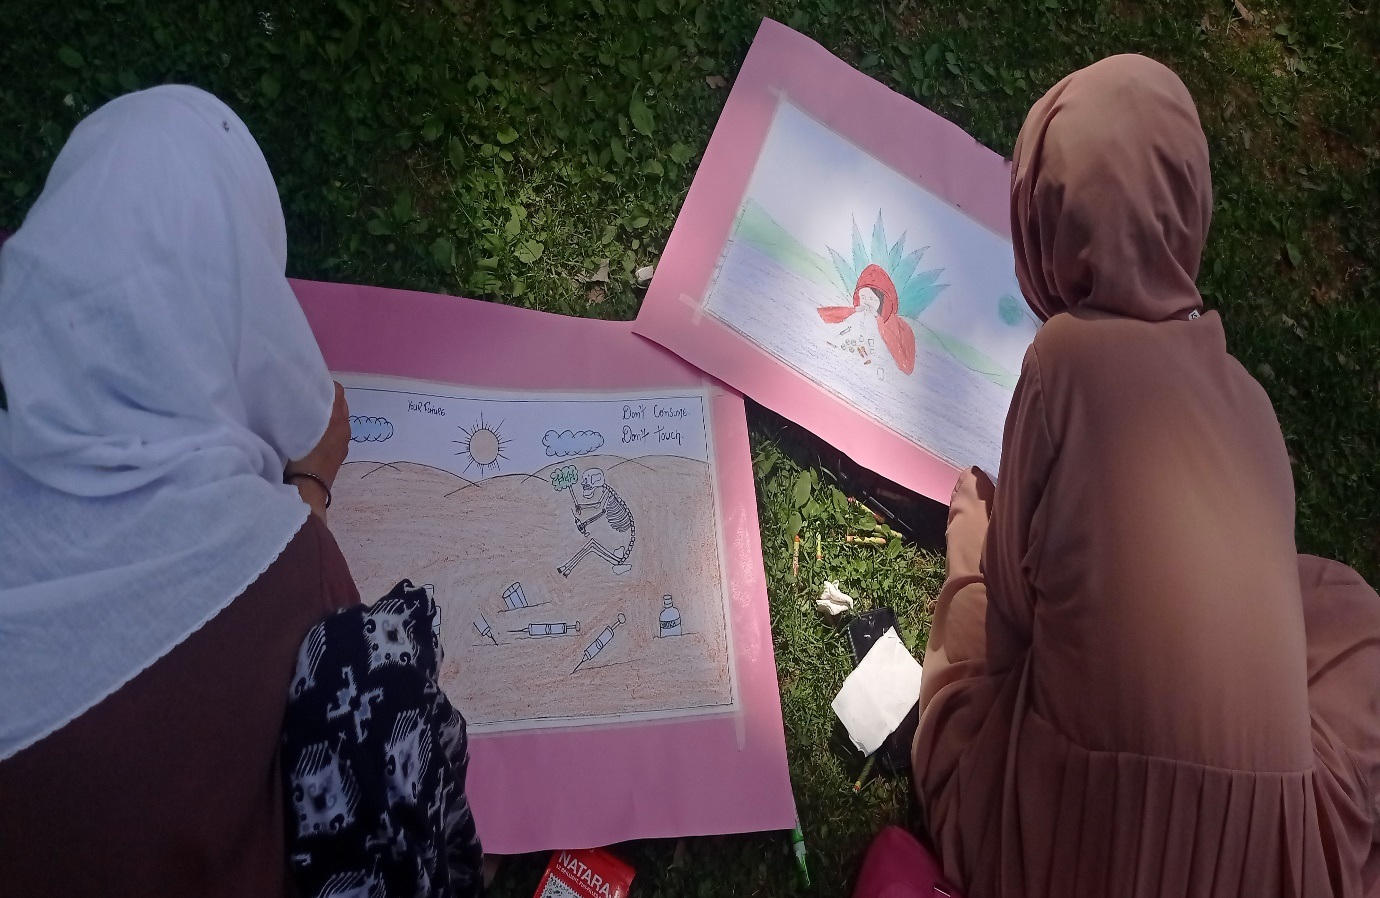 Your Future
Don't Consume.
Don't Touch.
NATARAJ